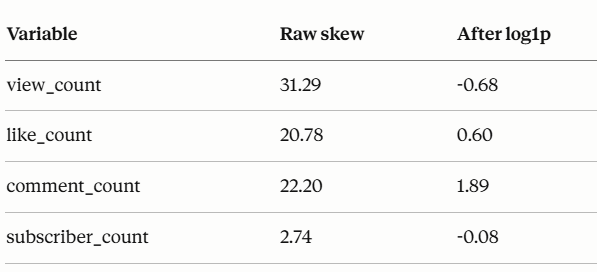 Variable Raw skew After log1p
view_count 31.29 -0.68
like_count 20.78 0.60
comment_count 22.20 1.89
subscriber_count 2.74 -0.08